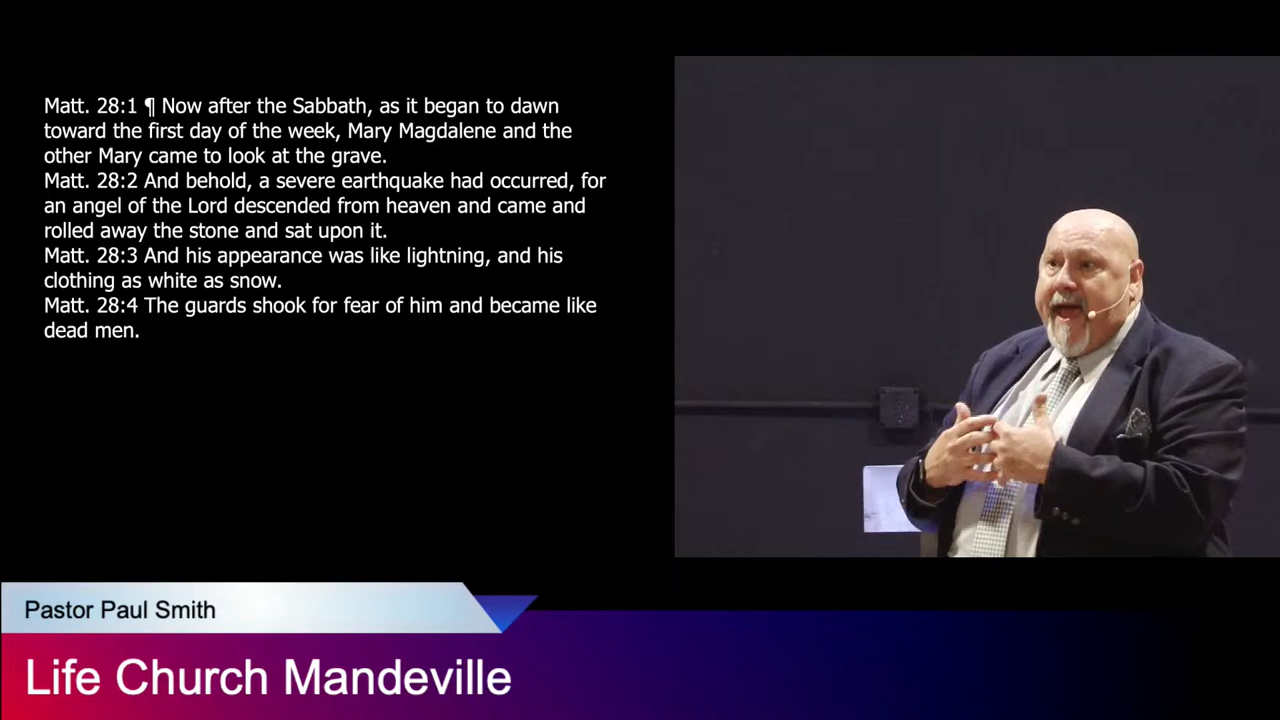 Matt. 28:1 ¶ Now after the Sabbath, as it began to dawn
toward the first day of the week, Mary Magdalene and the
other Mary came to look at the grave.
Matt. 28:2 And behold, a severe earthquake had occurred, for
an angel of the Lord descended from heaven and came and
rolled away the stone and sat upon it.
Matt. 28:3 And his appearance was like lightning, and his
clothing as white as snow.
Matt. 28:4 The guards shook for fear of him and became like
dead men.
Pastor Paul Smith
Life Church Mandeville